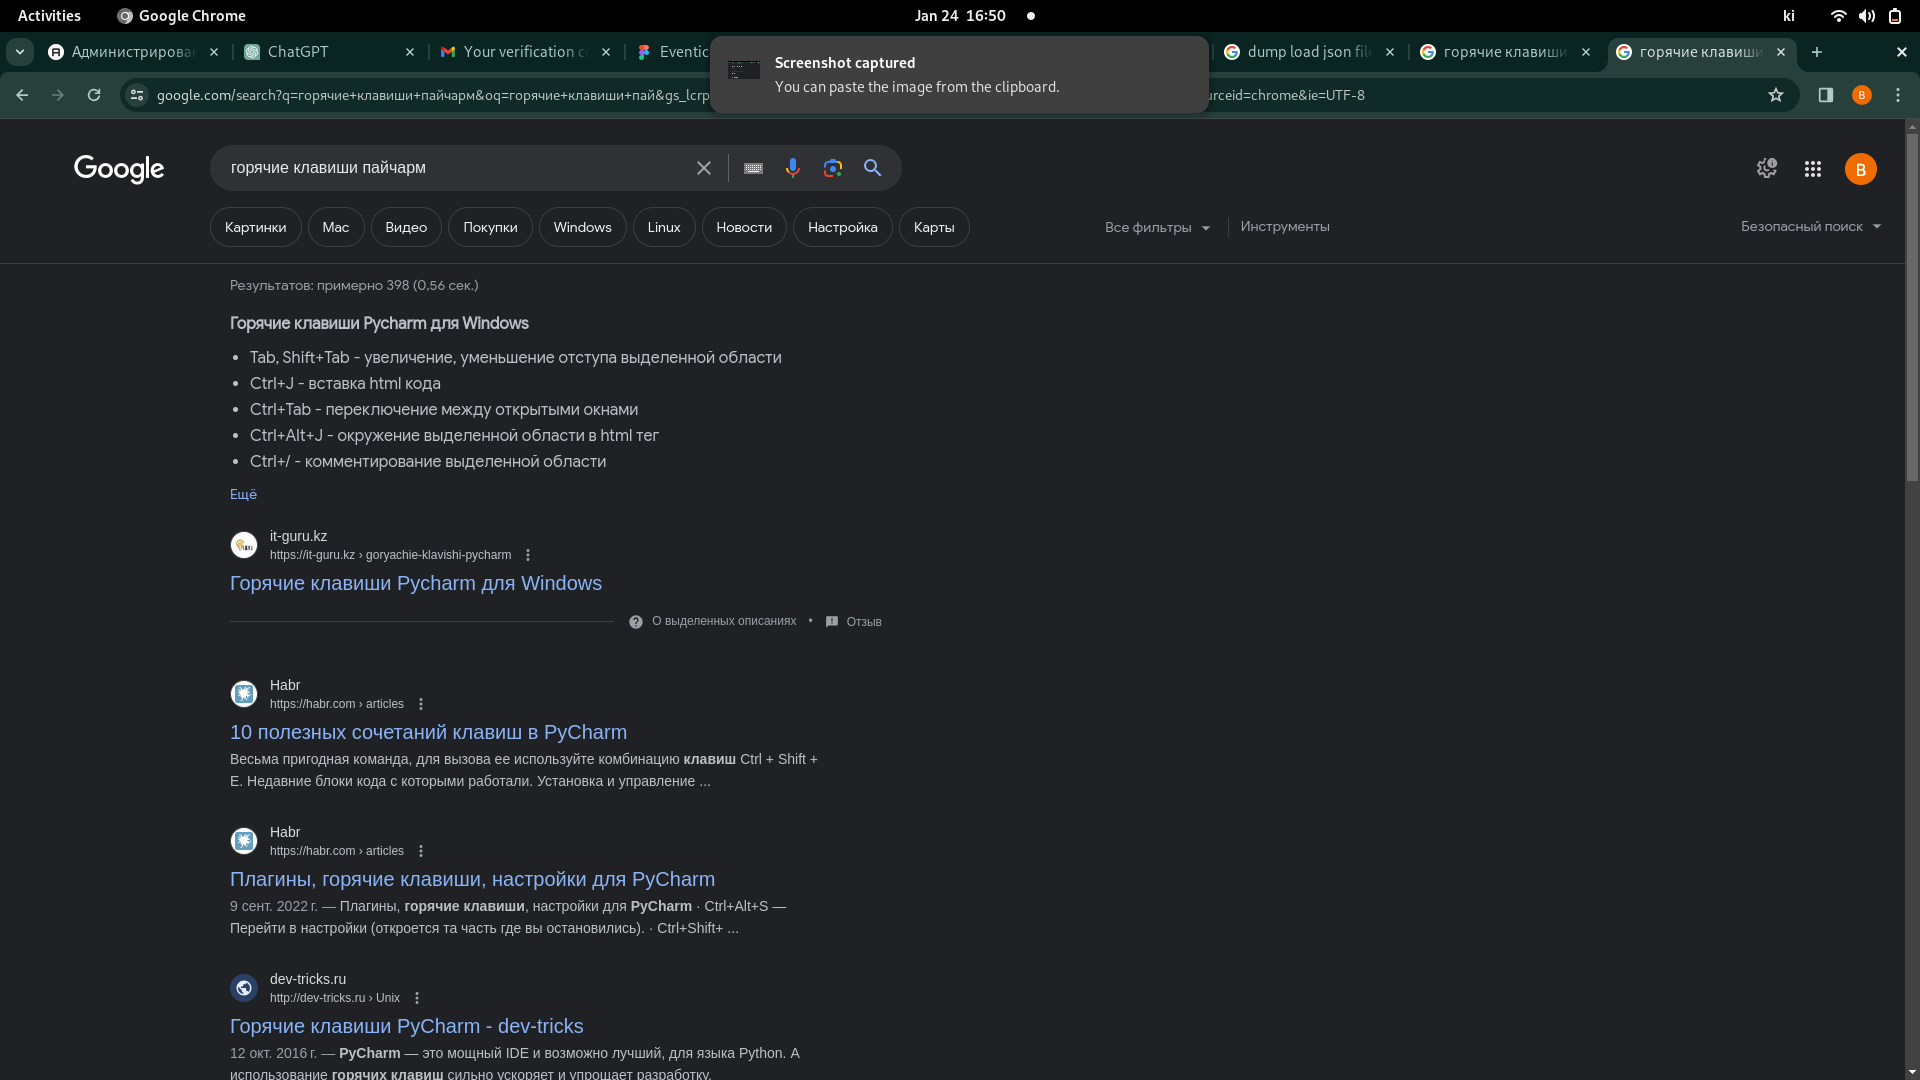 Activities
Google Chrome
Jan 24 16:50
ki
Администрирова
ChatGPT
Your verification co
Eventic
dump load json file
горячие клавиши
горячие клавиши
Screenshot captured
You can paste the image from the clipboard.
google.com/search?q=горячие+клавиши+пайчарм&oq=горячие+клавиши+пай&gs_lcrp
urceid=chrome&ie=UTF-8
B
Google
горячие клавиши пайчарм
B
Картинки
Mac
Видео
Покупки
Windows
Linux
Новости
Настройка
Карты
Все фильтры
Инструменты
Безопасный поиск
Результатов: примерно 398 (0,56 сек.)
Горячие клавиши Pycharm для Windows
• Tab, Shift+Tab - увеличение, уменьшение отступа выделенной области
• Ctrl+J - вставка html кода
• Ctrl+Tab - переключение между открытыми окнами
• Ctrl+Alt+J - окружение выделенной области в html тег
• Ctrl+/ - комментирование выделенной области
Ещё
it-guru.kz
https://it-guru.kz › goryachie-klavishi-pycharm
Горячие клавиши Pycharm для Windows
О выделенных описаниях • Отзыв
Habr
https://habr.com › articles
10 полезных сочетаний клавиш в PyCharm
Весьма пригодная команда, для вызова ее используйте комбинацию клавиш Ctrl + Shift +
E. Недавние блоки кода с которыми работали. Установка и управление ...
Habr
https://habr.com › articles
Плагины, горячие клавиши, настройки для PyCharm
9 сент. 2022 г. — Плагины, горячие клавиши, настройки для PyCharm · Ctrl+Alt+S —
Перейти в настройки (откроется та часть где вы остановились). · Ctrl+Shift+ ...
dev-tricks.ru
http://dev-tricks.ru › Unix
Горячие клавиши PyCharm - dev-tricks
12 окт. 2016 г. — PyCharm — это мощный IDE и возможно лучший, для языка Python. А
использование горячих клавиш сильно ускоряет и упрощает разработку.